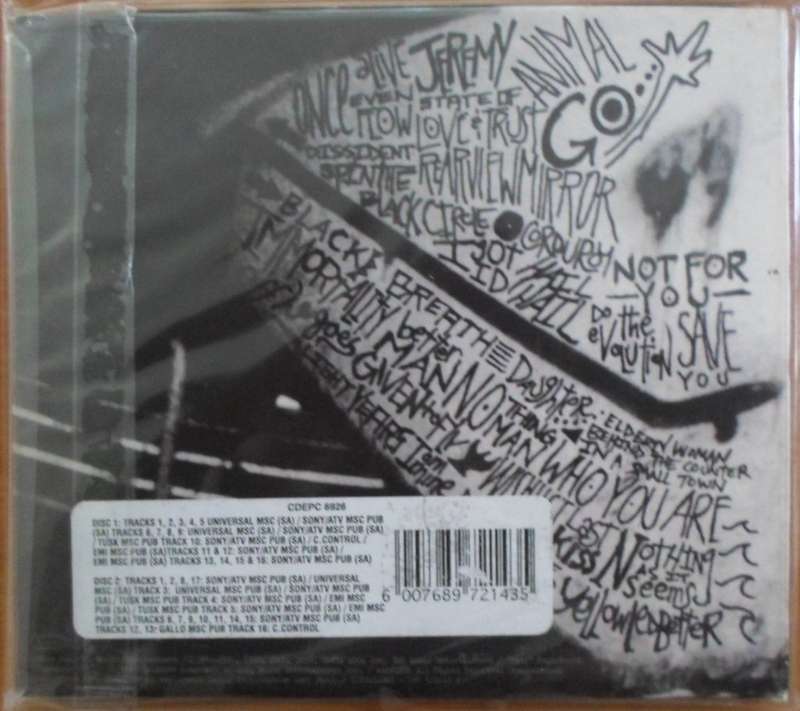 ONCE
alive
EVEN FLOW
JEREMY
STATE OF LOVE & TRUST
ANIMAL
GO...
DISSIDENT
REARVIEWMIRROR
SPIN THE BLACK CIRCLE
CORDUROY
I GOT ID
HAIL HAIL
NOT FOR YOU
Do the evolution
SAVE YOU
BLACK
BREATHE
Daughter...
ELDERLY WOMAN
BEHIND THE COUNTER
IN A
SMALL TOWN
IMMORTALITY
better MAN
NOTHINGMAN
WHO YOU ARE
goes
GIVEN to FLY
NOTHING
AS IT
seems
LAST KISS
yellowledbetter
CDEPC 6926
DISC 1: TRACKS 1, 2, 3, 4, 5 UNIVERSAL MSC (SA) / SONY/ATV MSC PUB
(SA) TRACKS 6, 7, 8, 9: UNIVERSAL MSC (SA) / SONY/ATV MSC PUB (SA)
/ TUSK MSC PUB TRACK 10: SONY/ATV MSC PUB (SA) / C.CONTROL /
EMI MSC PUB (SA)TRACKS 11 & 12: SONY/ATV MSC PUB (SA) /
EMI MSC PUB (SA) TRACKS 13, 14, 15 & 16: SONY/ATV MSC PUB (SA)
DISC 2: TRACKS 1, 2, 8, 17: SONY/ATV MSC PUB (SA) / UNIVERSAL
MSC (SA) TRACK 3: UNIVERSAL MSC (SA) / SONY/ATV MSC PUB
(SA) / TUSK MSC PUB TRACK 4: SONY/ATV MSC PUB (SA) / EMI MSC
PUB (SA) / TUSK MSC PUB TRACK 5: SONY/ATV MSC PUB (SA) / EMI MSC
PUB (SA) TRACKS 6, 7, 9, 10, 11, 14, 15: SONY/ATV MSC PUB (SA)
TRACKS 12, 13: GALLO MSC PUB TRACK 16: C.CONTROL
6 007689 721435